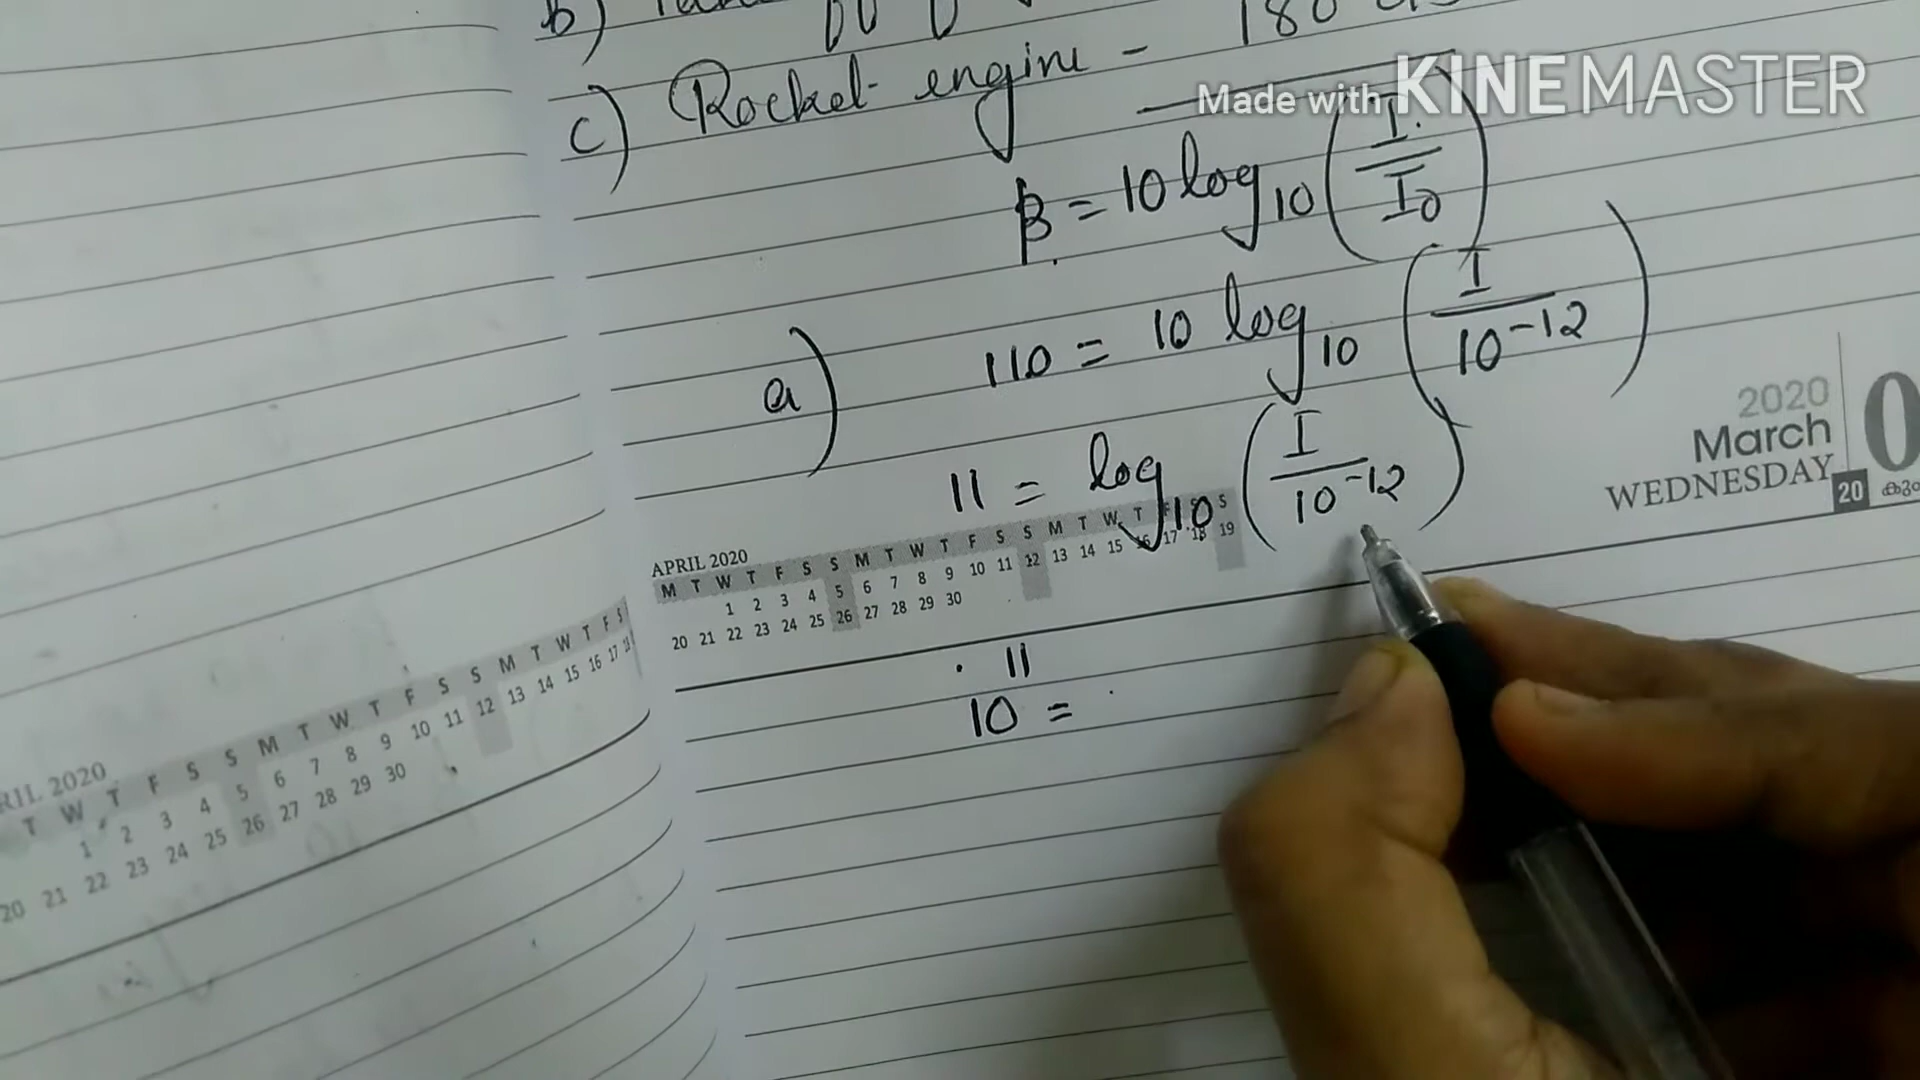 b)
c) Rocket engine - 180
Made with KINEMASTER
β = 10 log10 (I/I0)
a) 110 = 10 log10 (I/10^-12)
11 = log10 (I/10^-12)
2020
March
WEDNESDAY 20
APRIL 2020
M T W T F S S M T W T F S S M T W T F S S
1 2 3 4 5 6 7 8 9 10 11 12 13 14 15 16 17 18 19
20 21 22 23 24 25 26 27 28 29 30
10^11 =
RIL 2020
T W T F S S M T W T F S S M T W T F S
1 2 3 4 5 6 7 8 9 10 11 12 13 14 15 16 17 18
20 21 22 23 24 25 26 27 28 29 30